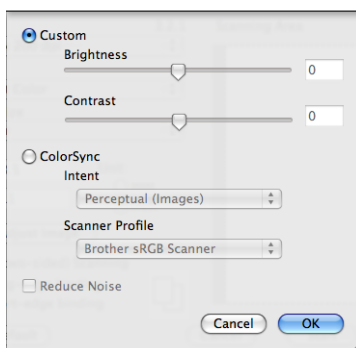 Custom
Brightness
0
Contrast
0
ColorSync
Intent
Perceptual (Images)
Scanner Profile
Brother sRGB Scanner
Reduce Noise
Cancel OK